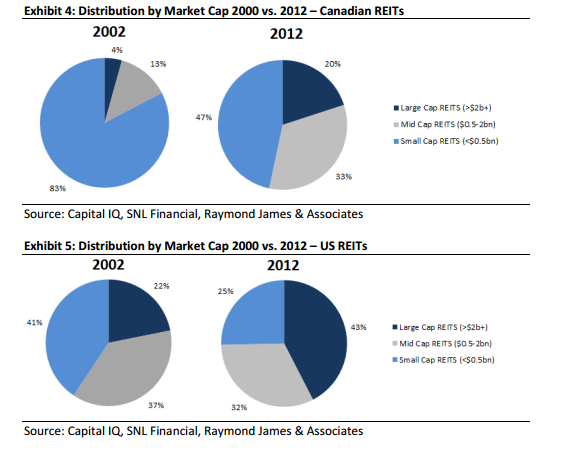 Exhibit 4: Distribution by Market Cap 2000 vs. 2012 – Canadian REITs
2002
2012
4%
13%
83%
20%
47%
33%
Large Cap REITS (>$2b+)
Mid Cap REITS ($0.5-2bn)
Small Cap REITS (<$0.5bn)
Source: Capital IQ, SNL Financial, Raymond James & Associates
Exhibit 5: Distribution by Market Cap 2000 vs. 2012 – US REITs
2002
2012
22%
41%
37%
25%
43%
32%
Large Cap REITS (>$2b+)
Mid Cap REITS ($0.5-2bn)
Small Cap REITS (<$0.5bn)
Source: Capital IQ, SNL Financial, Raymond James & Associates